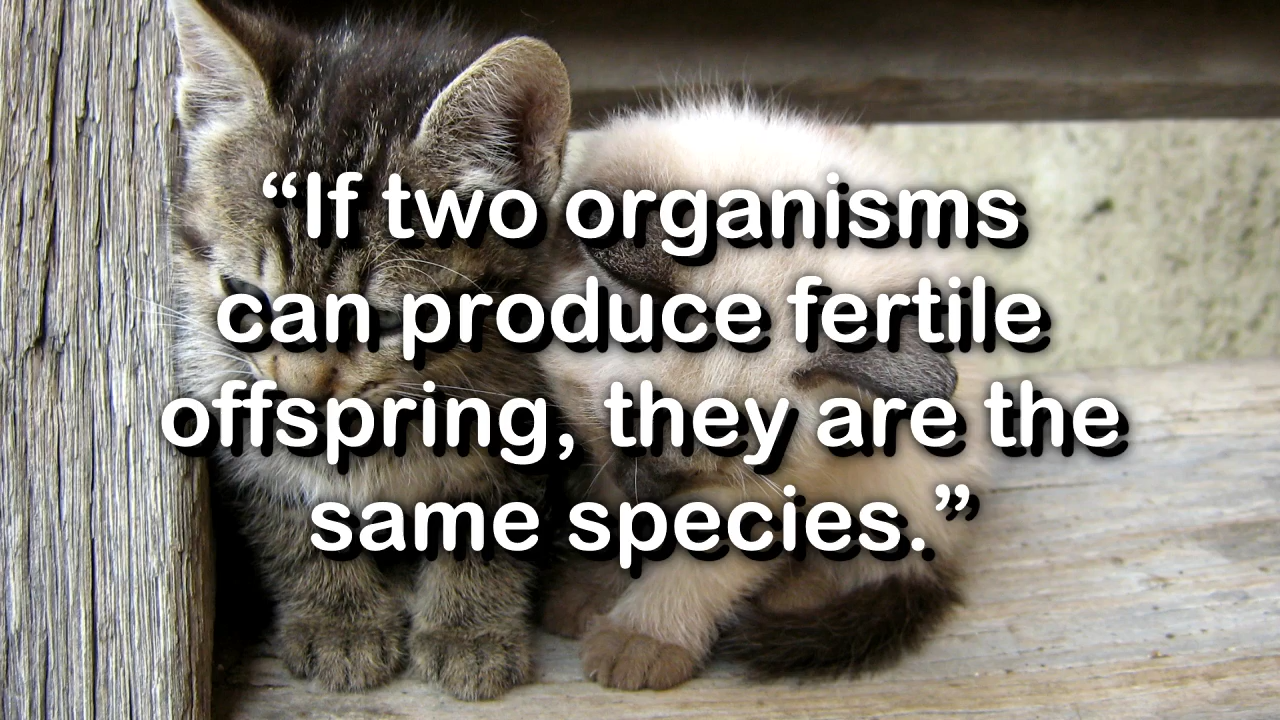 “If two organisms
can produce fertile
offspring, they are the
same species.”